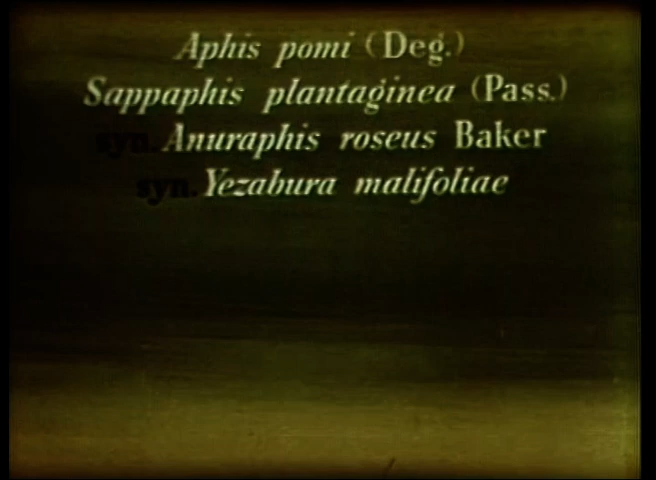 Aphis pomi (Deg.)
Sappaphis plantaginea (Pass.)
syn. Anuraphis roseus Baker
syn. Yezabura malifoliae